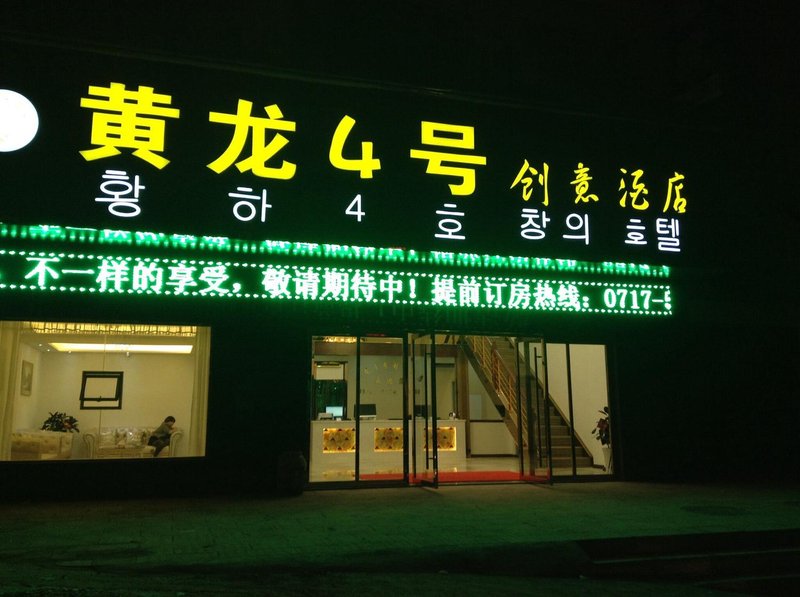 黄龙4号 创意酒店
황하4호 창의 호텔
不一样的享受，敬请期待中！提前订房热线：0717-